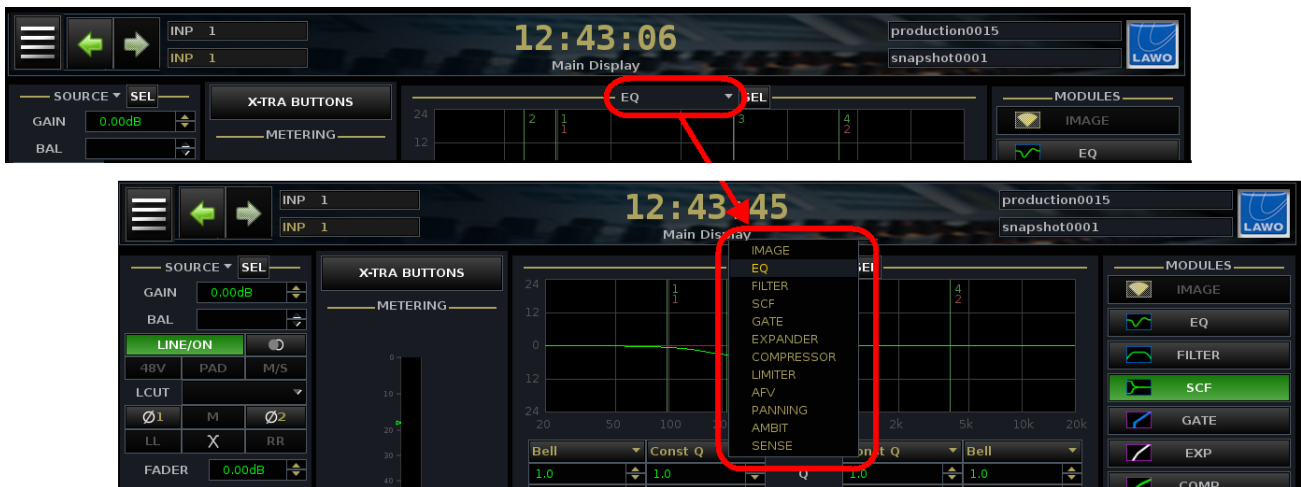 INP 1
INP 1
12:43:06
Main Display
production0015
snapshot0001
LAWO
SOURCE SEL
GAIN 0.00dB
BAL
X-TRA BUTTONS
METERING
EQ SEL
24
12
2 1 3 4
1 2
MODULES
IMAGE
EQ
INP 1
INP 1
12:43:45
Main Display
production0015
snapshot0001
LAWO
SOURCE SEL
GAIN 0.00dB
BAL
LINE/ON
48V PAD M/S
LCUT
Ø1 M Ø2
LL X RR
FADER 0.00dB
X-TRA BUTTONS
METERING
0
10
20
30
40
SEL
24
12
0
12
24
1 4
1 2
20 50 100 2k 5k 10k 20k
IMAGE
EQ
FILTER
SCF
GATE
EXPANDER
COMPRESSOR
LIMITER
AFV
PANNING
AMBIT
SENSE
Bell Const Q Const Q Bell
1.0 1.0 Q 1.0 1.0
MODULES
IMAGE
EQ
FILTER
SCF
GATE
EXP
COMP